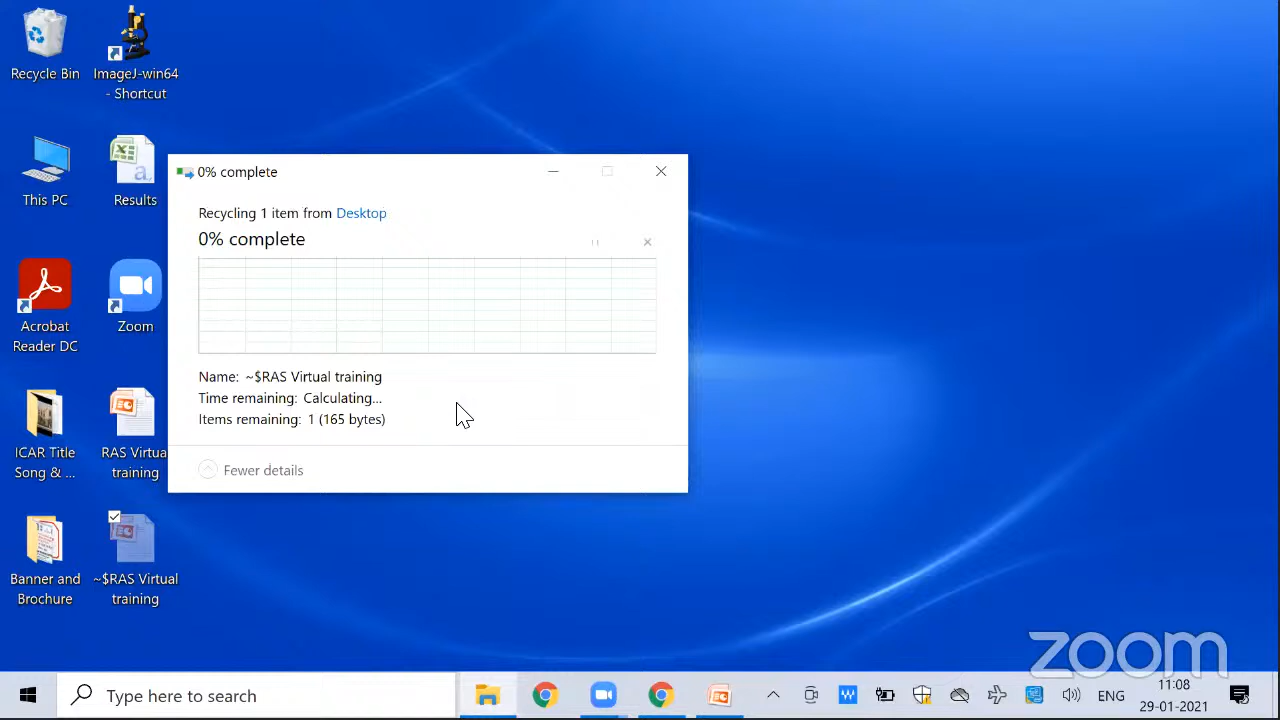 Recycle Bin
ImageJ-win64
- Shortcut
This PC
Results
Acrobat
Reader DC
Zoom
ICAR Title
Song & ...
RAS Virtua
training
Banner and
Brochure
~$RAS Virtual
training
0% complete
Recycling 1 item from Desktop
0% complete
Name: ~$RAS Virtual training
Time remaining: Calculating...
Items remaining: 1 (165 bytes)
Fewer details
zoom
Type here to search
ENG
11:08
29-01-2021